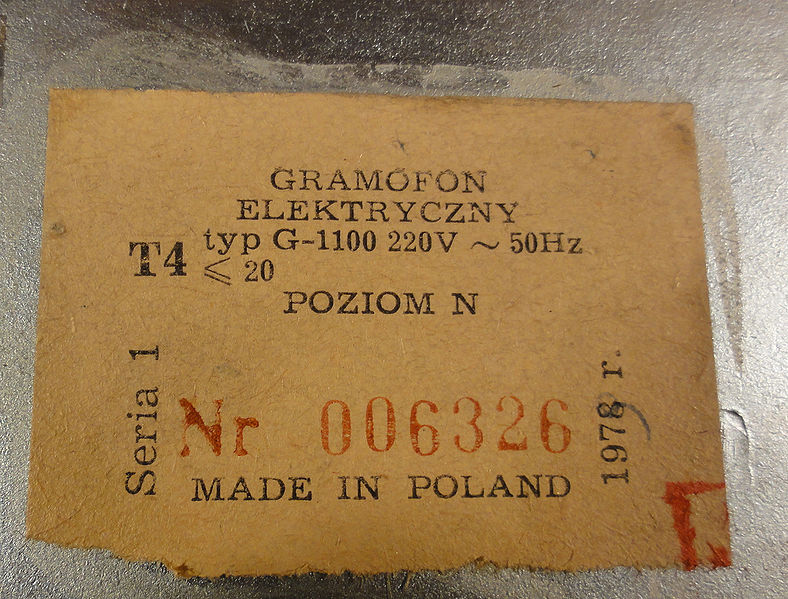 GRAMOFON
ELEKTRYCZNY
T4 typ G-1100 220V ~ 50Hz
⩽ 20
POZIOM N
Seria 1
Nr 006326
1978 r.
MADE IN POLAND